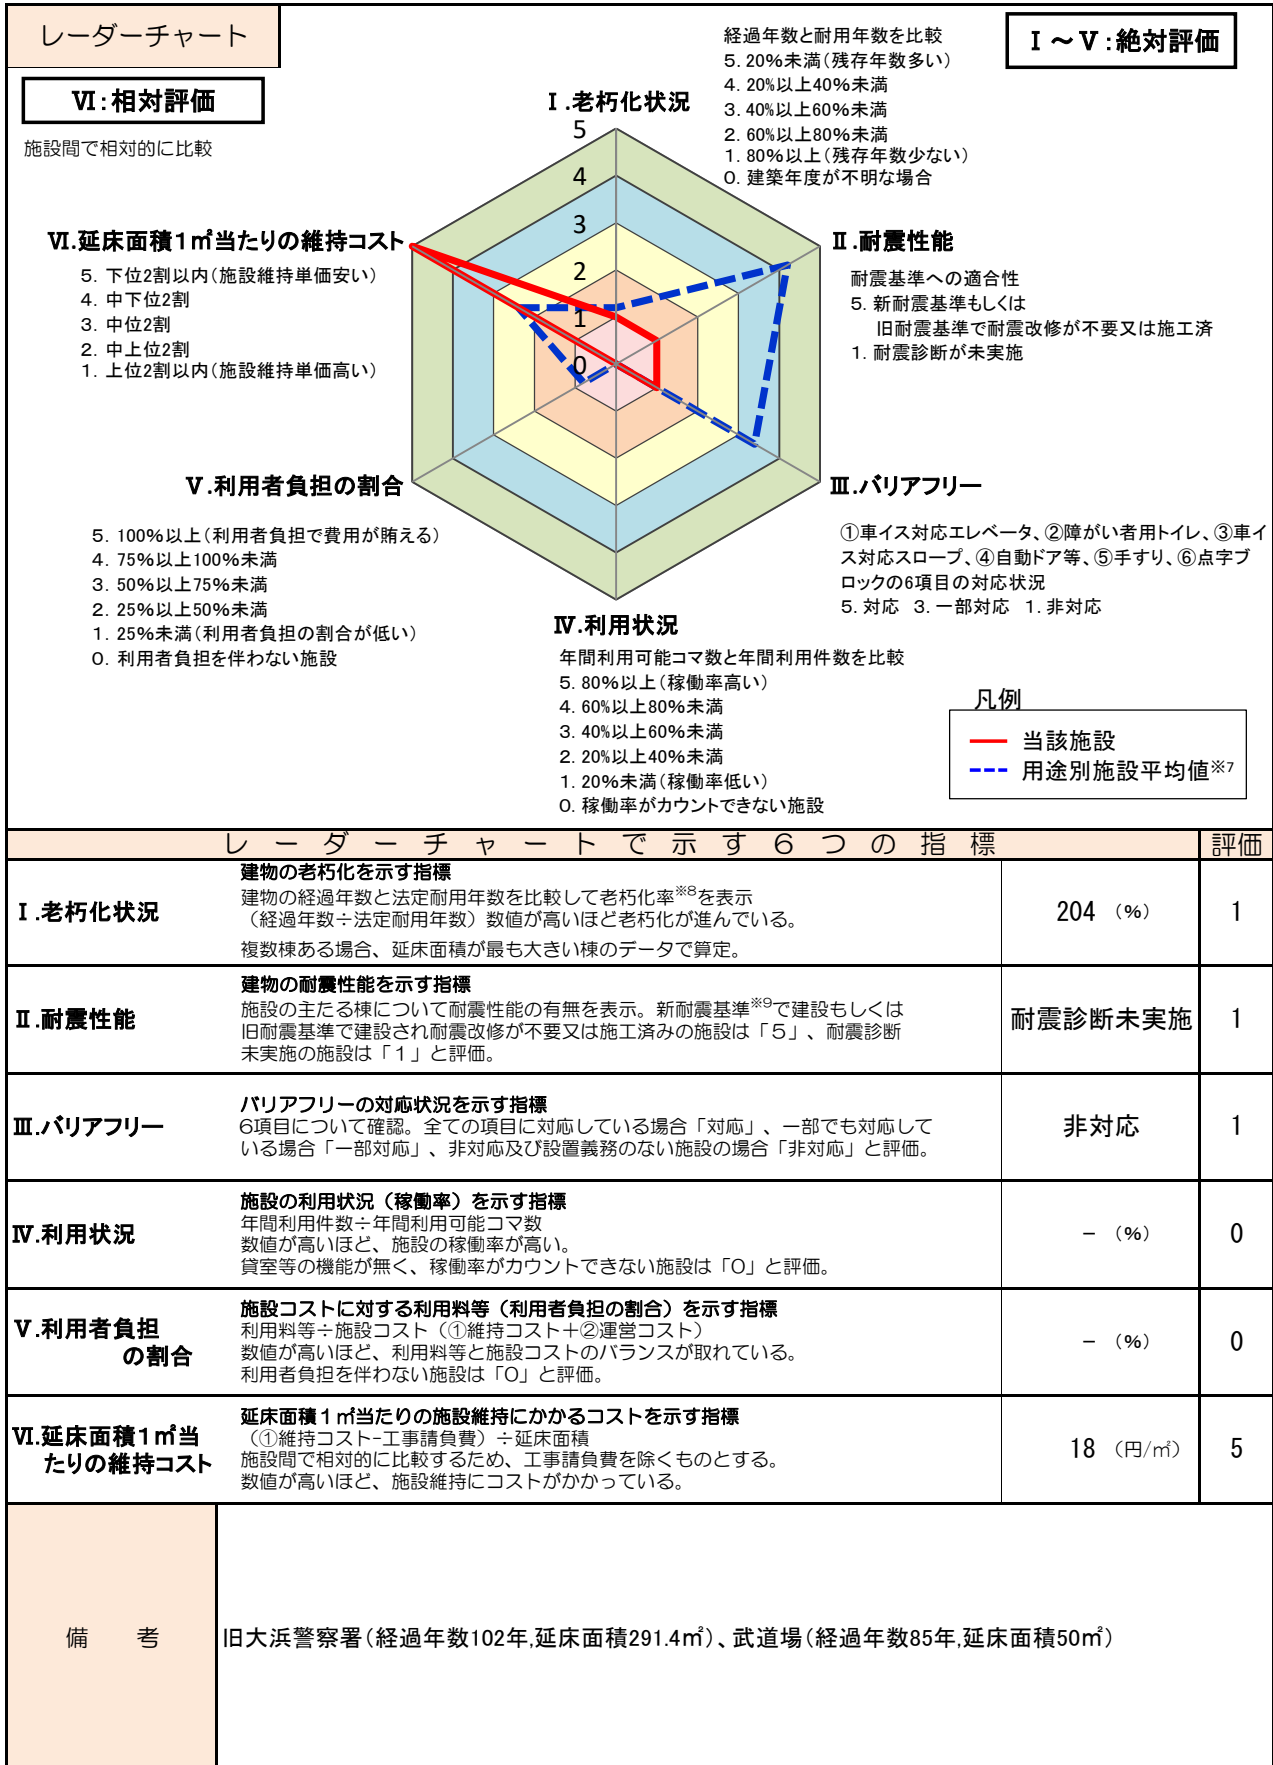 レーダーチャート
Ⅰ～Ⅴ:絶対評価
Ⅵ:相対評価
施設間で相対的に比較
経過年数と耐用年数を比較
5. 20%未満(残存年数多い)
4. 20%以上40%未満
3. 40%以上60%未満
2. 60%以上80%未満
1. 80%以上(残存年数少ない)
0. 建築年度が不明な場合
Ⅰ.老朽化状況
5
4
3
2
1
0
Ⅱ.耐震性能
耐震基準への適合性
5. 新耐震基準もしくは
旧耐震基準で耐震改修が不要又は施工済
1. 耐震診断が未実施
Ⅵ.延床面積1㎡当たりの維持コスト
5. 下位2割以内(施設維持単価安い)
4. 中下位2割
3. 中位2割
2. 中上位2割
1. 上位2割以内(施設維持単価高い)
Ⅴ.利用者負担の割合
5. 100%以上(利用者負担で費用が賄える)
4. 75%以上100%未満
3. 50%以上75%未満
2. 25%以上50%未満
1. 25%未満(利用者負担の割合が低い)
0. 利用者負担を伴わない施設
Ⅲ.バリアフリー
①車イス対応エレベータ、②障がい者用トイレ、③車イ
ス対応スロープ、④自動ドア等、⑤手すり、⑥点字ブ
ロックの6項目の対応状況
5. 対応 3. 一部対応 1. 非対応
Ⅳ.利用状況
年間利用可能コマ数と年間利用件数を比較
5. 80%以上(稼働率高い)
4. 60%以上80%未満
3. 40%以上60%未満
2. 20%以上40%未満
1. 20%未満(稼働率低い)
0. 稼働率がカウントできない施設
凡例
当該施設
用途別施設平均値※7
レーダーチャートで示す6つの指標 評価
Ⅰ.老朽化状況
建物の老朽化を示す指標
建物の経過年数と法定耐用年数を比較して老朽化率※8を表示
（経過年数÷法定耐用年数）数値が高いほど老朽化が進んでいる。
複数棟ある場合、延床面積が最も大きい棟のデータで算定。
204 (%) 1
Ⅱ.耐震性能
建物の耐震性能を示す指標
施設の主たる棟について耐震性能の有無を表示。新耐震基準※9で建設もしくは
旧耐震基準で建設され耐震改修が不要又は施工済みの施設は「5」、耐震診断
未実施の施設は「1」と評価。
耐震診断未実施 1
Ⅲ.バリアフリー
バリアフリーの対応状況を示す指標
6項目について確認。全ての項目に対応している場合「対応」、一部でも対応して
いる場合「一部対応」、非対応及び設置義務のない施設の場合「非対応」と評価。
非対応 1
Ⅳ.利用状況
施設の利用状況（稼働率）を示す指標
年間利用件数÷年間利用可能コマ数
数値が高いほど、施設の稼働率が高い。
貸室等の機能が無く、稼働率がカウントできない施設は「0」と評価。
- (%) 0
Ⅴ.利用者負担
の割合
施設コストに対する利用料等（利用者負担の割合）を示す指標
利用料等÷施設コスト（①維持コスト+②運営コスト）
数値が高いほど、利用料等と施設コストのバランスが取れている。
利用者負担を伴わない施設は「0」と評価。
- (%) 0
Ⅵ.延床面積1㎡当
たりの維持コスト
延床面積1㎡当たりの施設維持にかかるコストを示す指標
（①維持コスト-工事請負費）÷延床面積
施設間で相対的に比較するため、工事請負費を除くものとする。
数値が高いほど、施設維持にコストがかかっている。
18 (円/㎡) 5
備 考
旧大浜警察署(経過年数102年,延床面積291.4㎡)、武道場(経過年数85年,延床面積50㎡)